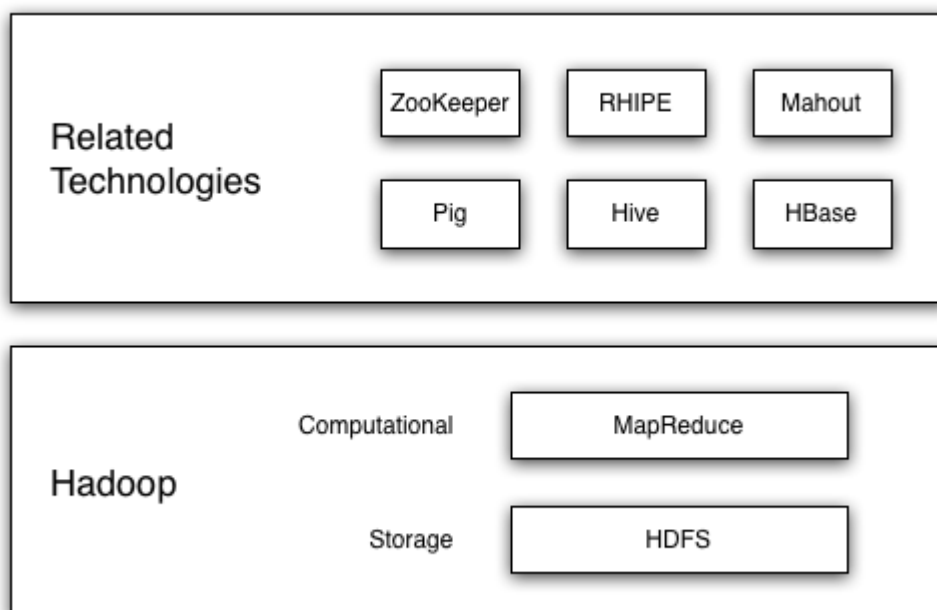 Related
Technologies
ZooKeeper
RHIPE
Mahout
Pig
Hive
HBase
Hadoop
Computational
MapReduce
Storage
HDFS